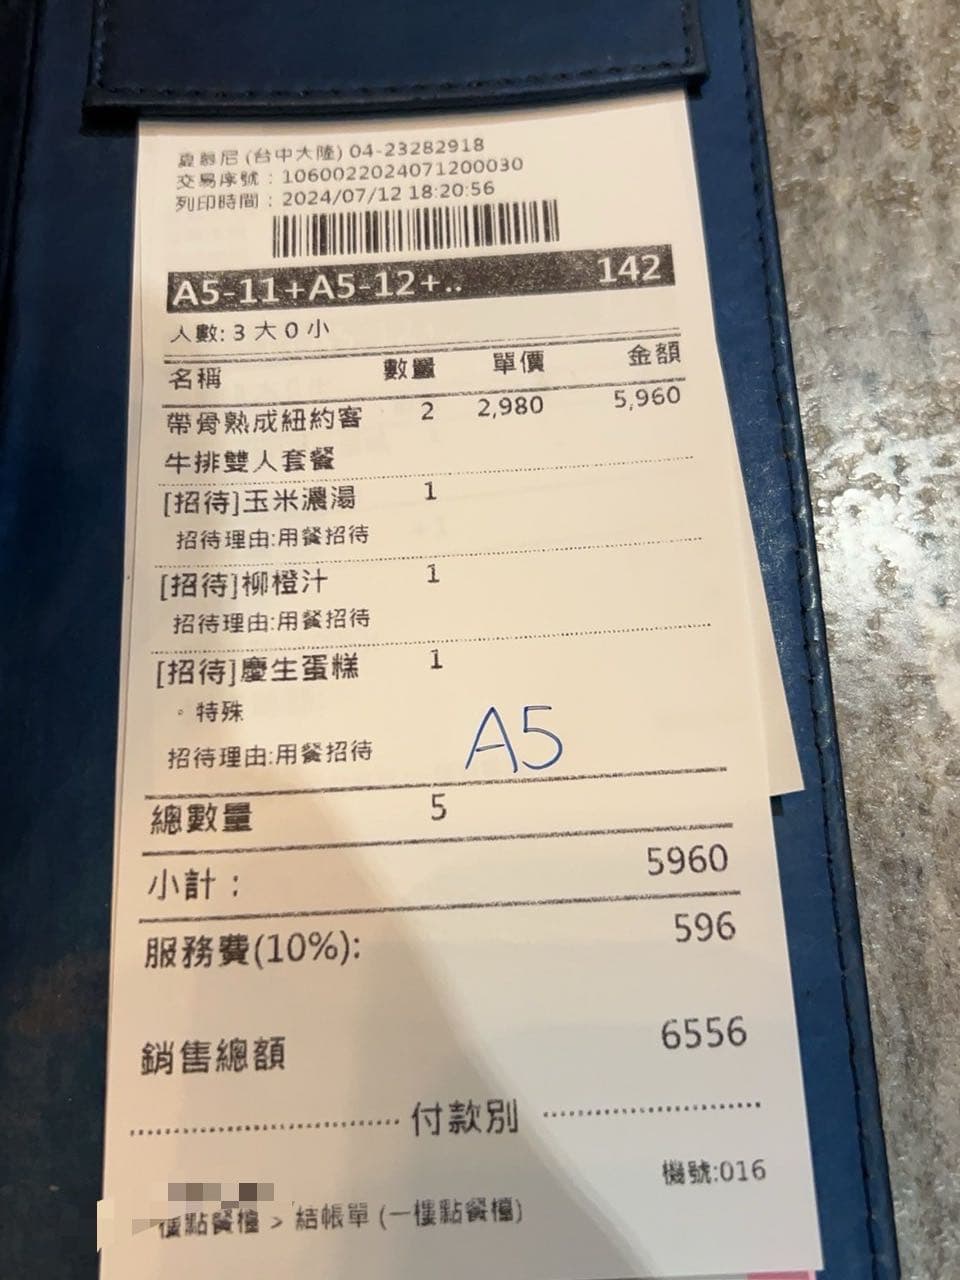 夏慕尼 (台中大隆) 04-23282918
交易序號 : 1060022024071200030
列印時間 : 2024/07/12 18:20:56
A5-11+A5-12+.. 142
人數: 3 大 0 小
名稱 數量 單價 金額
帶骨熟成紐約客 2 2,980 5,960
牛排雙人套餐
[招待]玉米濃湯 1
招待理由:用餐招待
[招待]柳橙汁 1
招待理由:用餐招待
[招待]慶生蛋糕 1
。特殊
招待理由:用餐招待
A5
總數量 5
小計 : 5960
服務費(10%): 596
銷售總額 6556
付款別
機號:016
樓點餐檯 > 結帳單 (一樓點餐檯)